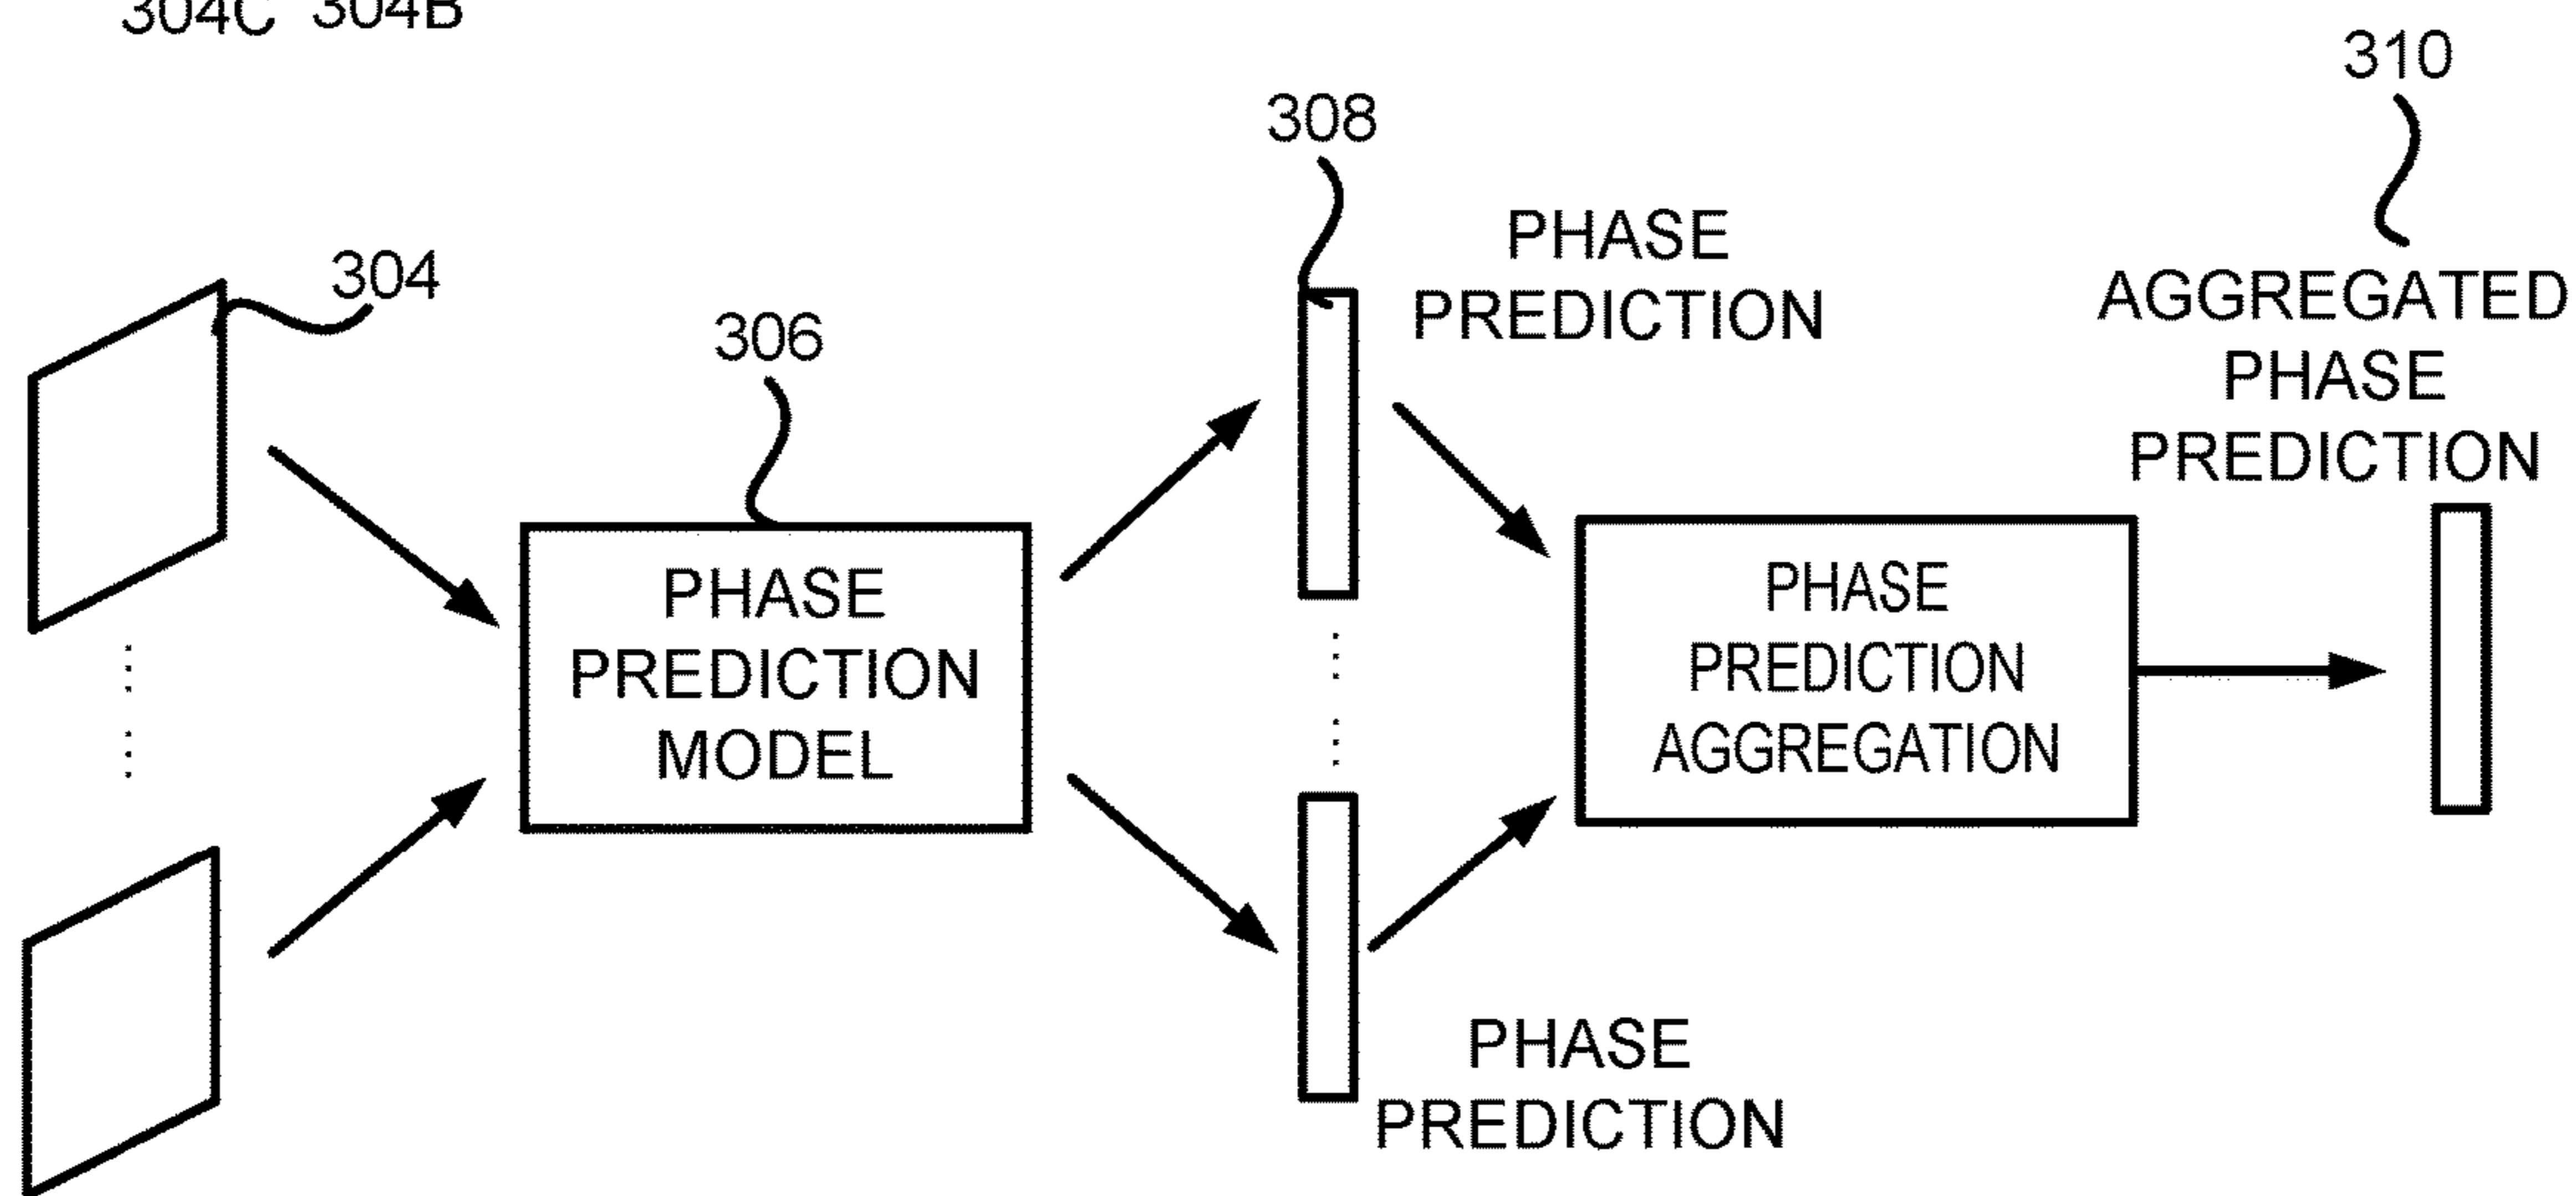 304C 304B
310
308
304
306
PHASE
PREDICTION
AGGREGATED
PHASE
PREDICTION
PHASE
PREDICTION
MODEL
PHASE
PREDICTION
AGGREGATION
PHASE
PREDICTION